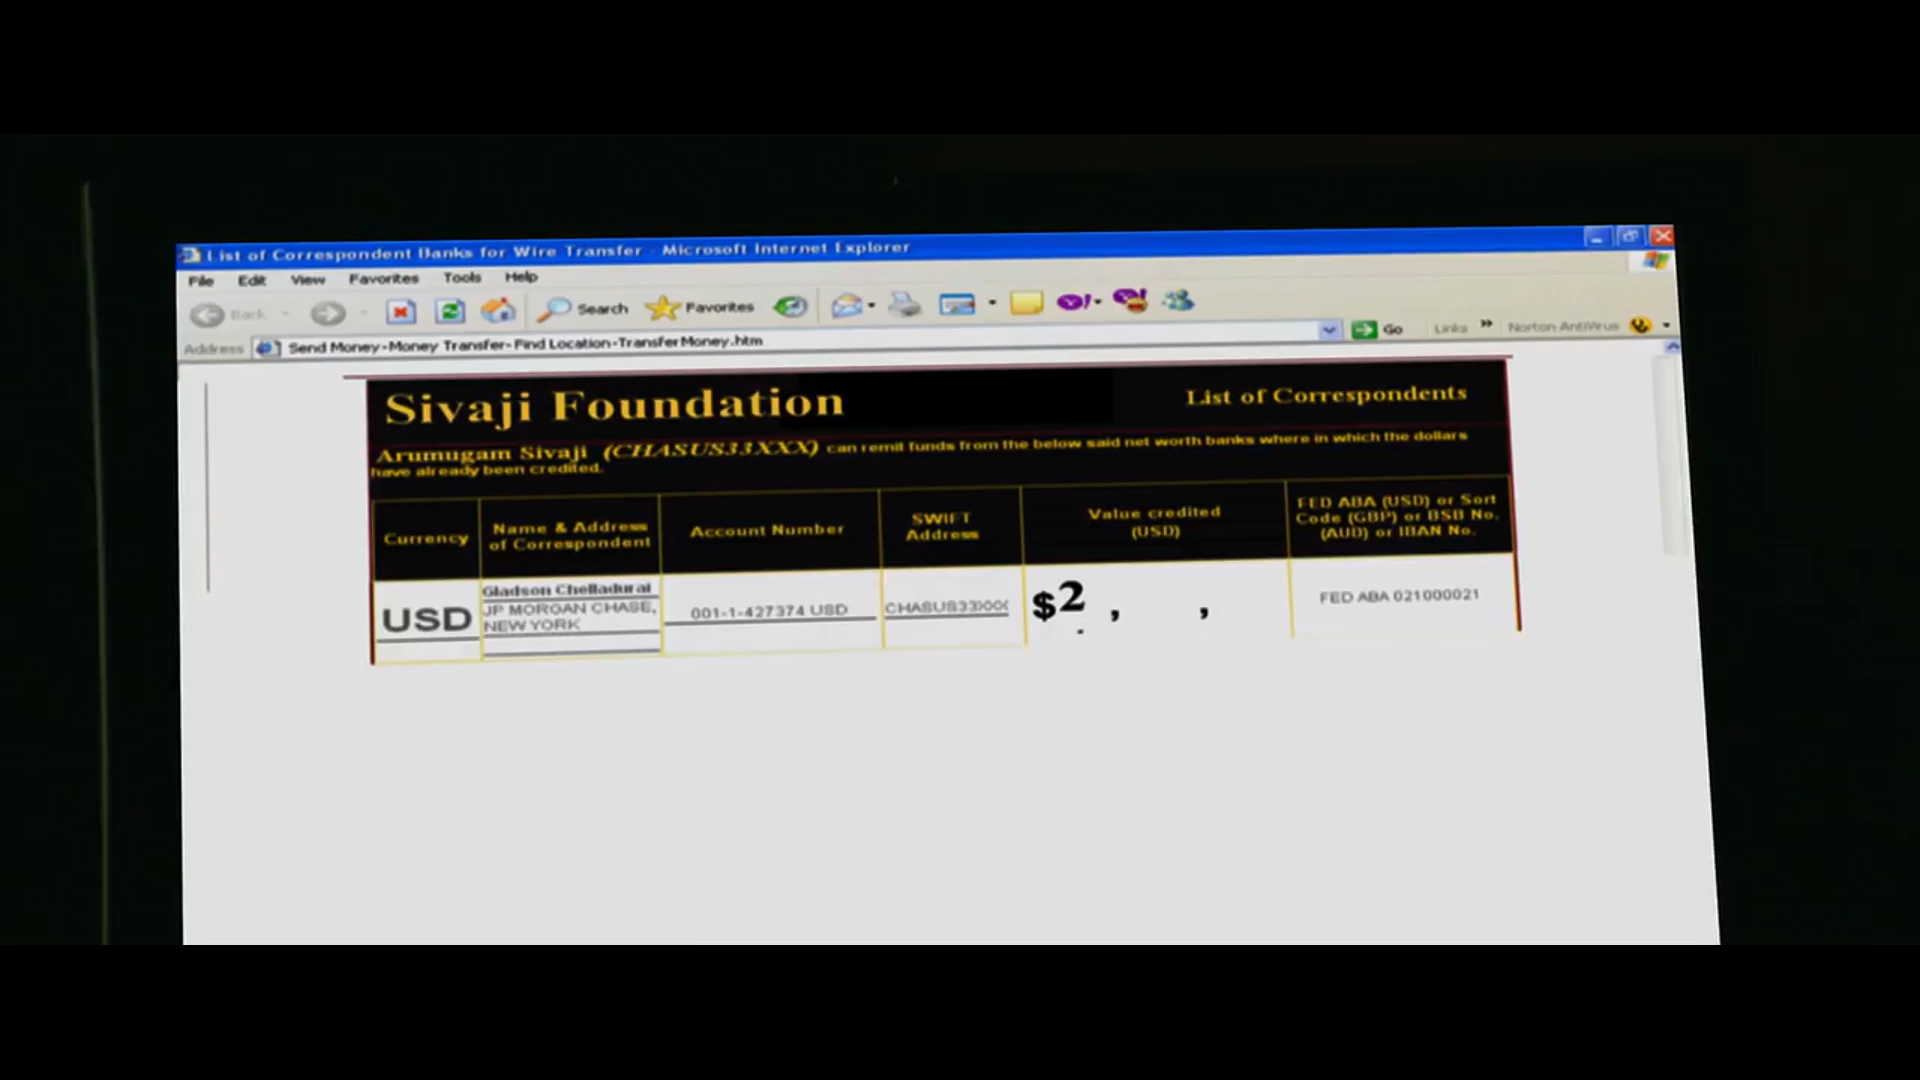 List of Correspondent Banks for Wire Transfer - Microsoft Internet Explorer
File Edit View Favorites Tools Help
Back Search Favorites
Address Send Money-Money Transfer-Find Location-TransferMoney.htm Go Links » Norton AntiVirus
Sivaji Foundation List of Correspondents
Arumugam Sivaji (CHASUS33XXX) can remit funds from the below said net worth banks where in which the dollars
have already been credited.
Currency
Name & Address
of Correspondent
Account Number
SWIFT
Address
Value credited
(USD)
FED ABA (USD) or Sort
Code (GBP) or BSB No.
(AUD) or IBAN No.
USD
Gladson Chelladurai
JP MORGAN CHASE,
NEW YORK
001-1-427374 USD
CHASUS33XXX
$2 , ,
FED ABA 021000021